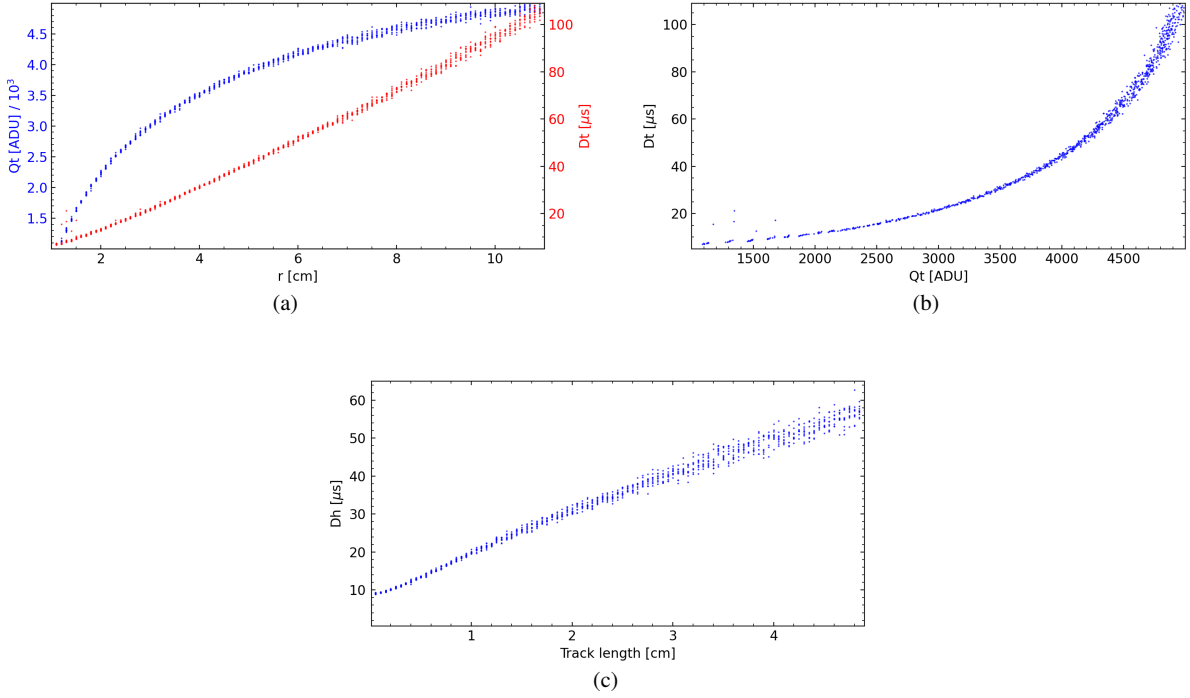 4.5
4.0
3.5
3.0
2.5
2.0
1.5
Qt [ADU] / 10³
100
80
60
40
20
Dt [μs]
2 4 6 8 10
r [cm]
(a)
100
80
60
40
20
Dt [μs]
1500 2000 2500 3000 3500 4000 4500
Qt [ADU]
(b)
60
50
40
30
20
10
Dh [μs]
1 2 3 4
Track length [cm]
(c)